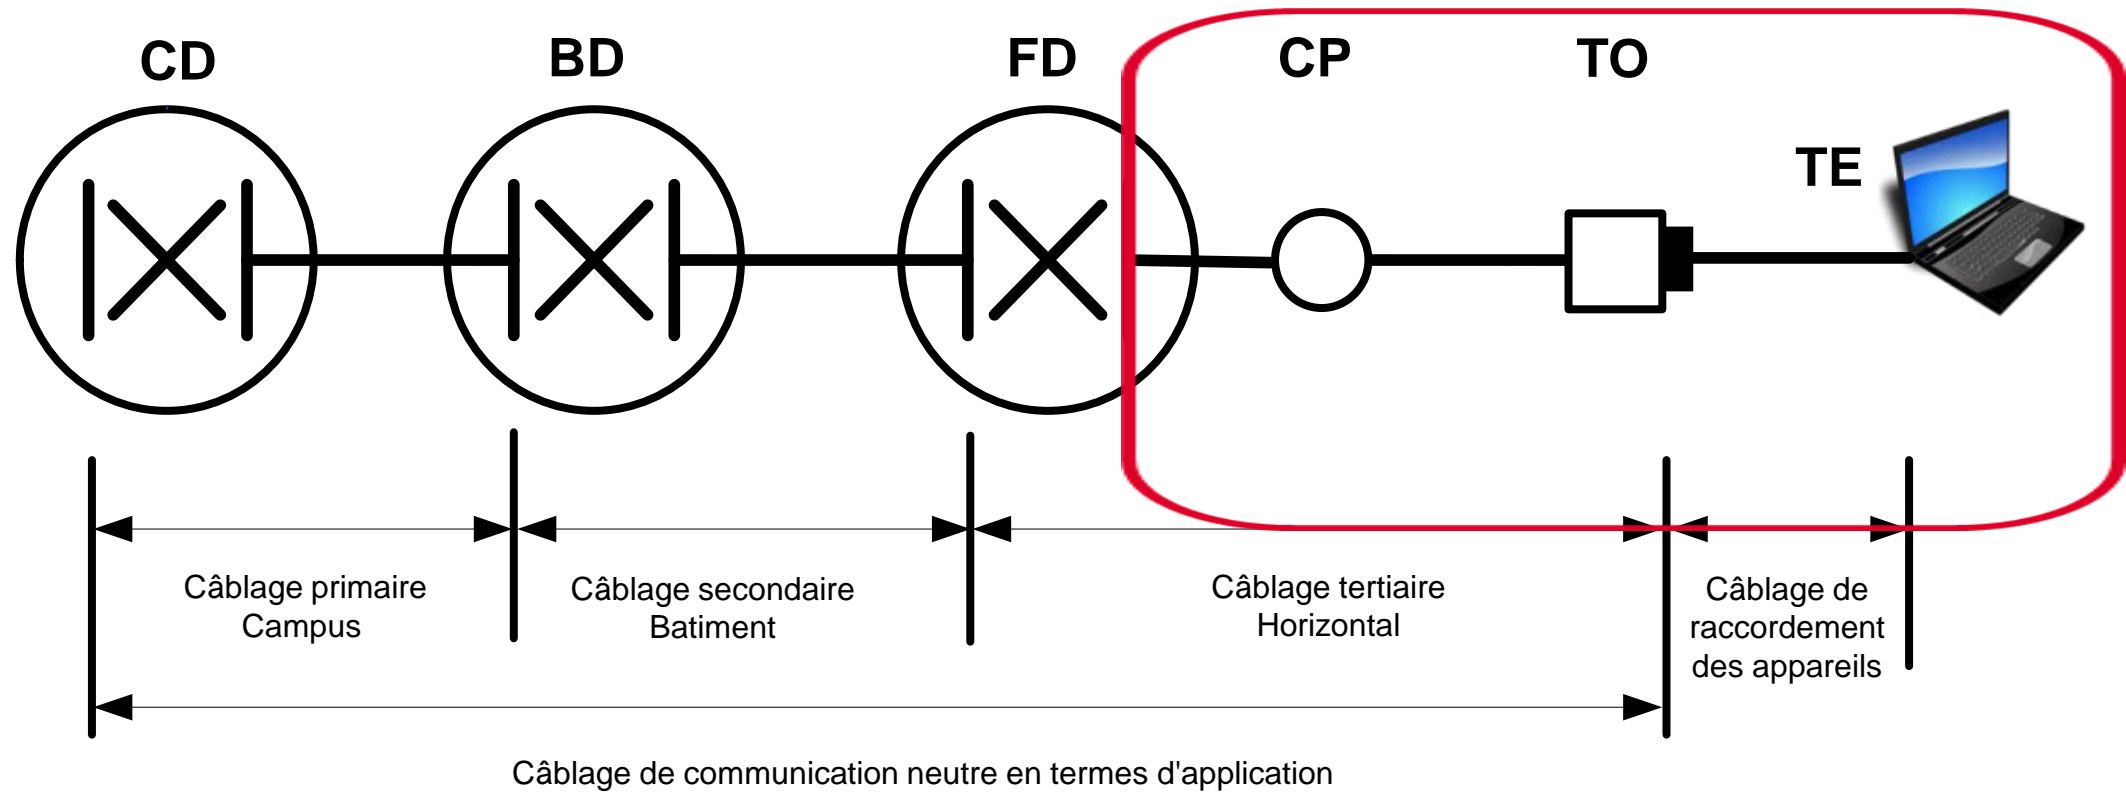 CD
BD
FD
CP
TO
TE
Câblage primaire
Campus
Câblage secondaire
Batiment
Câblage tertiaire
Horizontal
Câblage de
raccordement
des appareils
Câblage de communication neutre en termes d'application